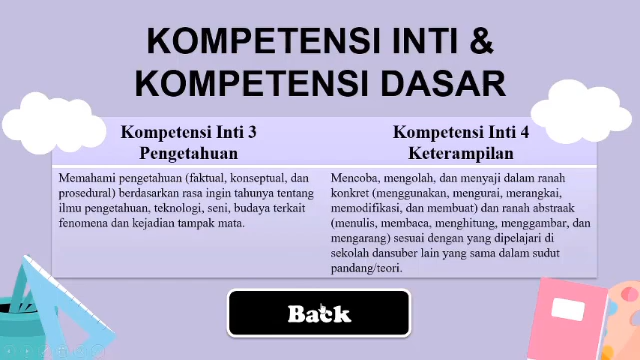 KOMPETENSI INTI &
KOMPETENSI DASAR
Kompetensi Inti 3
Pengetahuan
Memahami pengetahuan (faktual, konseptual, dan
prosedural) berdasarkan rasa ingin tahunya tentang
ilmu pengetahuan, teknologi, seni, budaya terkait
fenomena dan kejadian tampak mata.
Kompetensi Inti 4
Keterampilan
Mencoba, mengolah, dan menyaji dalam ranah
konkret (menggunakan, mengurai, merangkai,
memodifikasi, dan membuat) dan ranah abstraak
(menulis, membaca, menghitung, menggambar, dan
mengarang) sesuai dengan yang dipelajari di
sekolah dansuber lain yang sama dalam sudut
pandang/teori.
Back